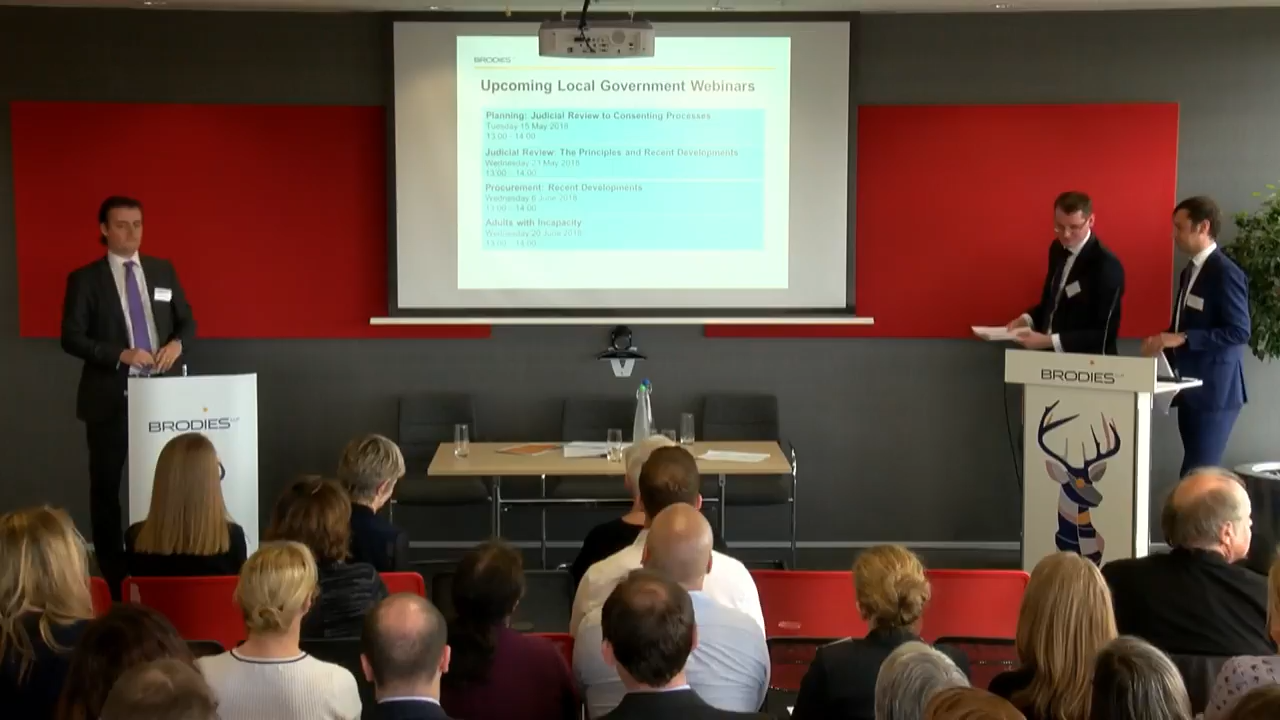 BRODIES
Upcoming Local Government Webinars
Planning: Judicial Review to Consenting Processes
Tuesday 15 May 2018
13:00 - 14:00
Judicial Review: The Principles and Recent Developments
Wednesday 23 May 2018
13:00 - 14:00
Procurement: Recent Developments
Wednesday 6 June 2018
13:00 - 14:00
Adults with Incapacity
Wednesday 20 June 2018
13:00 - 14:00
BRODIES LLP
BRODIES LLP